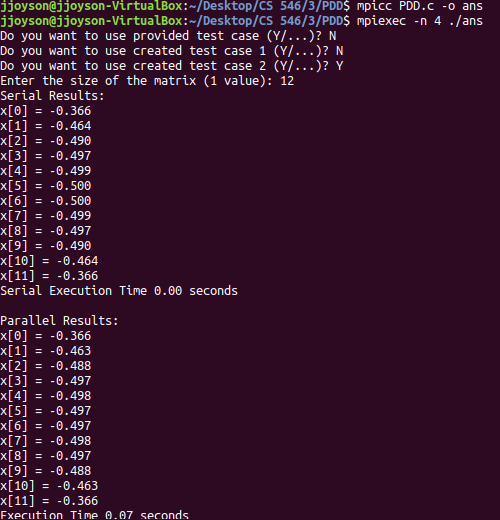 jjoyson@jjoyson-VirtualBox:~/Desktop/CS 546/3/PDD$ mpicc PDD.c -o ans
jjoyson@jjoyson-VirtualBox:~/Desktop/CS 546/3/PDD$ mpiexec -n 4 ./ans
Do you want to use provided test case (Y/...)? N
Do you want to use created test case 1 (Y/...)? N
Do you want to use created test case 2 (Y/...)? Y
Enter the size of the matrix (1 value): 12
Serial Results:
x[0] = -0.366
x[1] = -0.464
x[2] = -0.490
x[3] = -0.497
x[4] = -0.499
x[5] = -0.500
x[6] = -0.500
x[7] = -0.499
x[8] = -0.497
x[9] = -0.490
x[10] = -0.464
x[11] = -0.366
Serial Execution Time 0.00 seconds
Parallel Results:
x[0] = -0.366
x[1] = -0.463
x[2] = -0.488
x[3] = -0.497
x[4] = -0.498
x[5] = -0.497
x[6] = -0.497
x[7] = -0.498
x[8] = -0.497
x[9] = -0.488
x[10] = -0.463
x[11] = -0.366
Execution Time 0.07 seconds